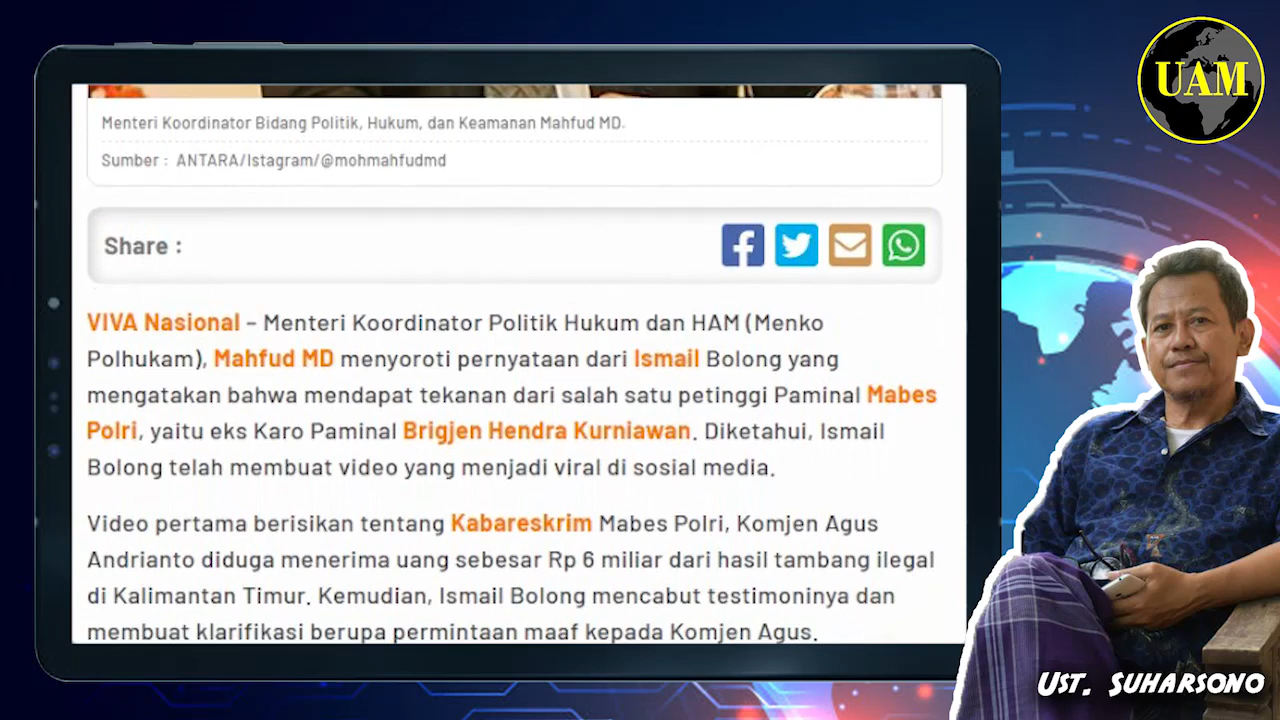 UAM
Menteri Koordinator Bidang Politik, Hukum, dan Keamanan Mahfud MD.
Sumber : ANTARA/Istagram/@mohmahfudmd
Share :
VIVA Nasional – Menteri Koordinator Politik Hukum dan HAM (Menko
Polhukam), Mahfud MD menyoroti pernyataan dari Ismail Bolong yang
mengatakan bahwa mendapat tekanan dari salah satu petinggi Paminal Mabes
Polri, yaitu eks Karo Paminal Brigjen Hendra Kurniawan. Diketahui, Ismail
Bolong telah membuat video yang menjadi viral di sosial media.
Video pertama berisikan tentang Kabareskrim Mabes Polri, Komjen Agus
Andrianto diduga menerima uang sebesar Rp 6 miliar dari hasil tambang ilegal
di Kalimantan Timur. Kemudian, Ismail Bolong mencabut testimoninya dan
membuat klarifikasi berupa permintaan maaf kepada Komjen Agus.
UST. SUHARSONO